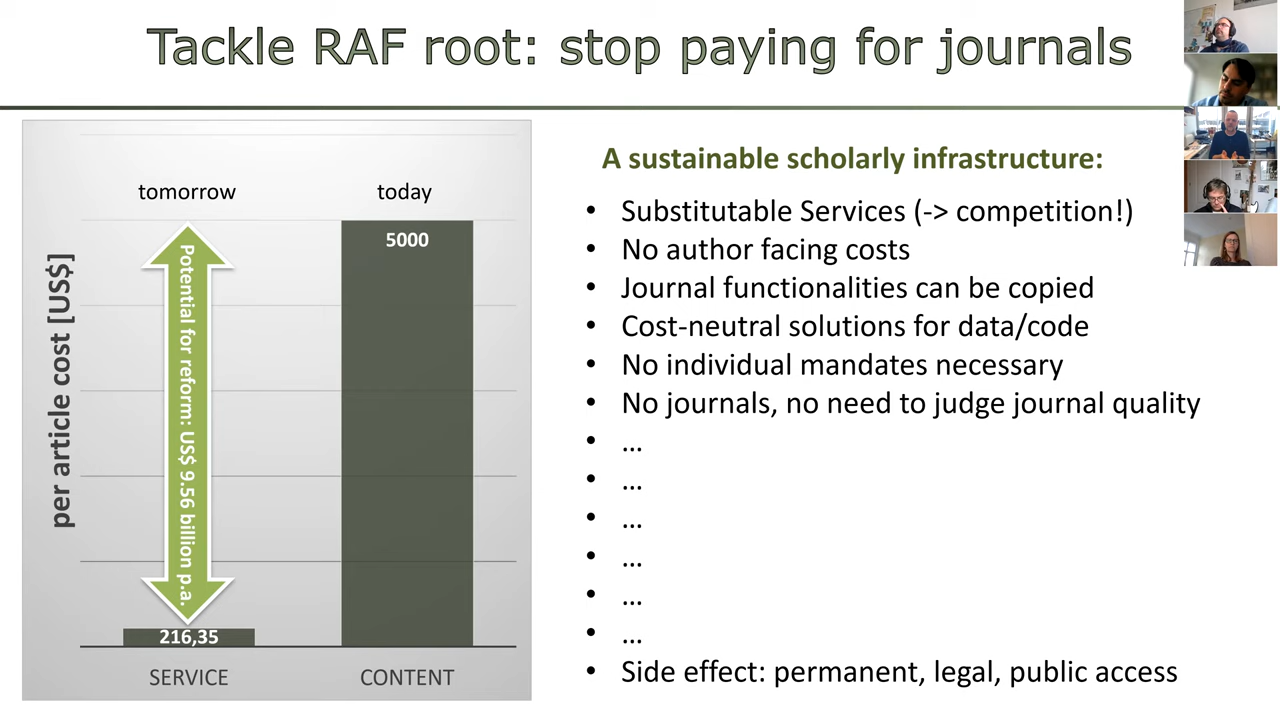 Tackle RAF root: stop paying for journals
tomorrow
today
5000
per article cost [US$]
Potential for reform: US$ 9.56 billion p.a.
216,35
SERVICE
CONTENT
A sustainable scholarly infrastructure:
• Substitutable Services (-> competition!)
• No author facing costs
• Journal functionalities can be copied
• Cost-neutral solutions for data/code
• No individual mandates necessary
• No journals, no need to judge journal quality
• ...
• ...
• ...
• ...
• ...
• ...
• Side effect: permanent, legal, public access